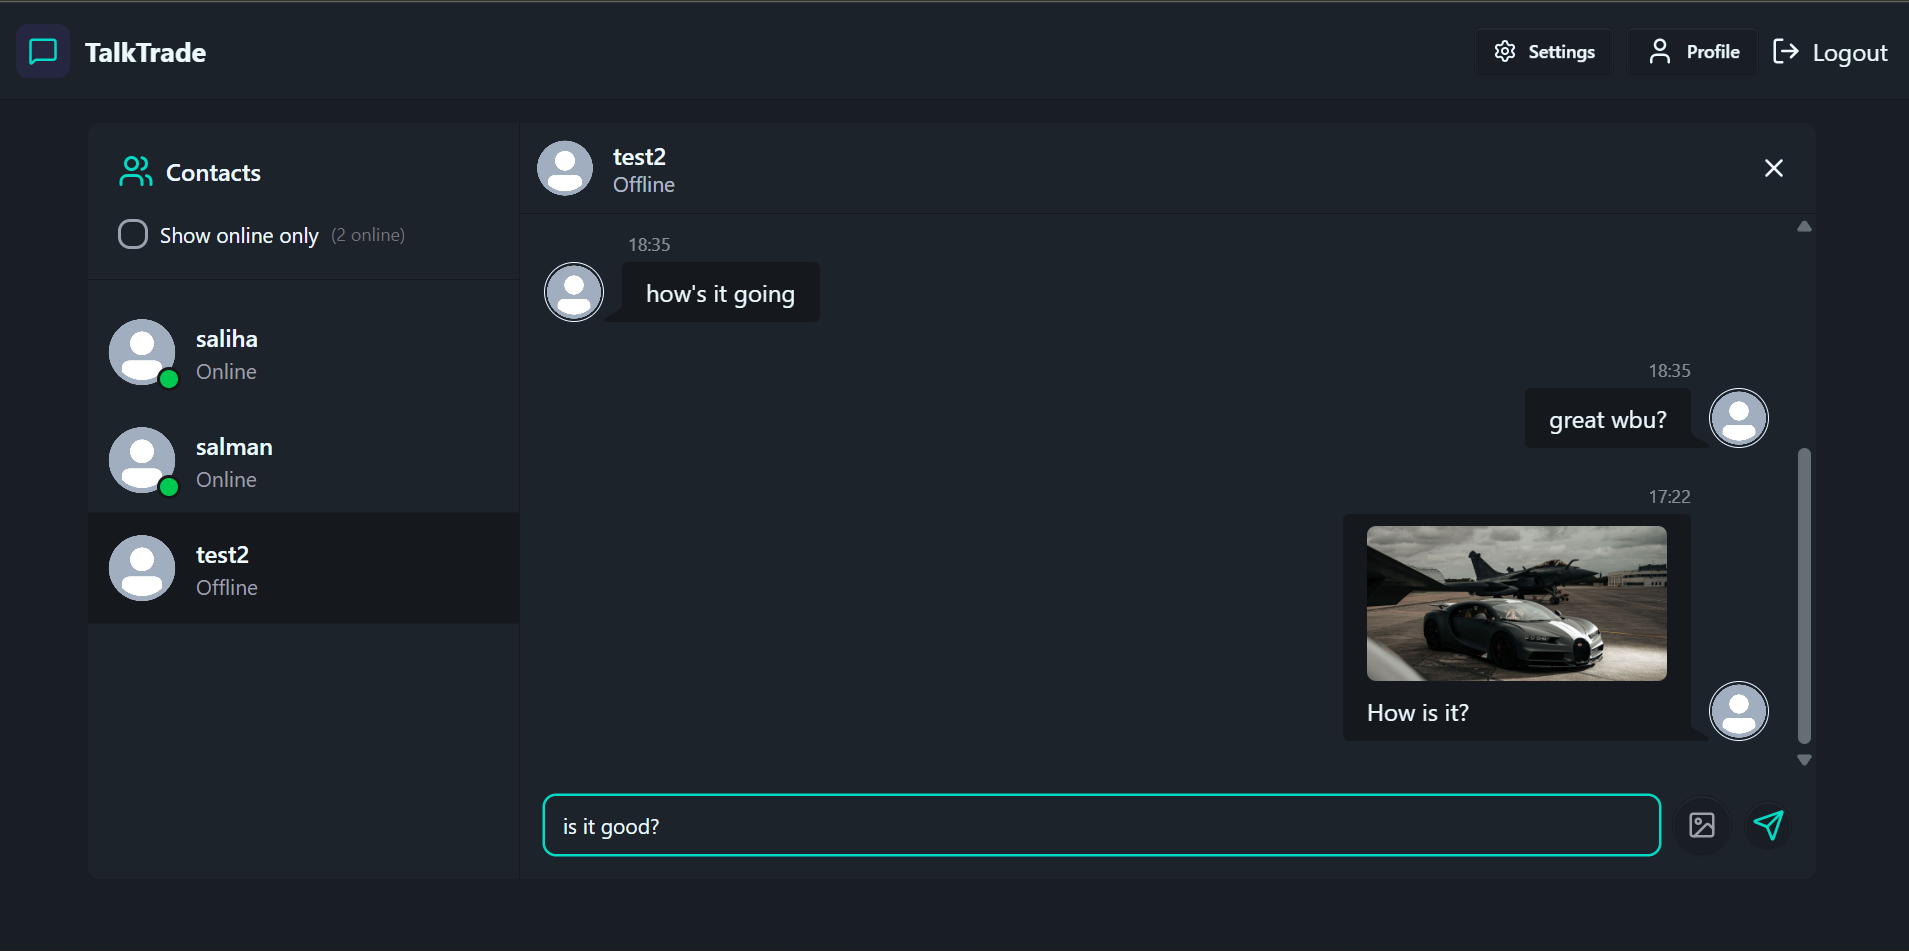 TalkTrade
Settings
Profile
Logout
Contacts
Show online only (2 online)
saliha
Online
salman
Online
test2
Offline
test2
Offline
18:35
how's it going
18:35
great wbu?
17:22
How is it?
is it good?